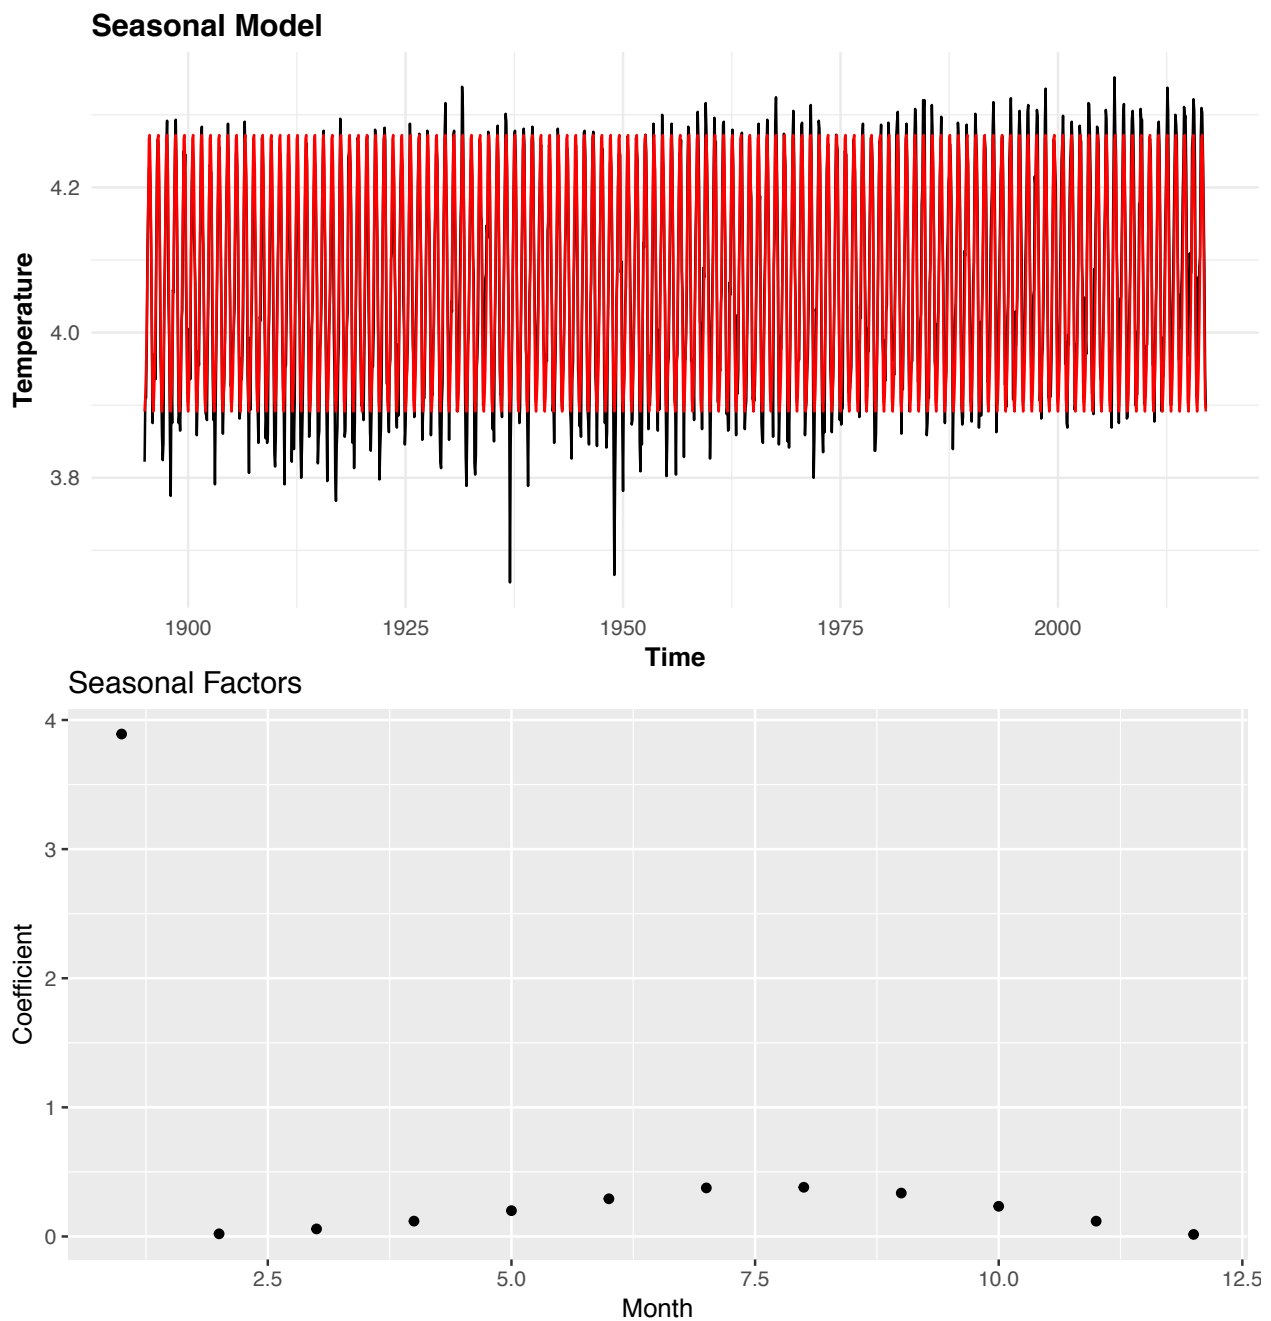 Seasonal Model
4.2
4.0
3.8
Temperature
1900 1925 1950 1975 2000
Time
Seasonal Factors
4
3
2
1
0
Coefficient
2.5 5.0 7.5 10.0 12.5
Month